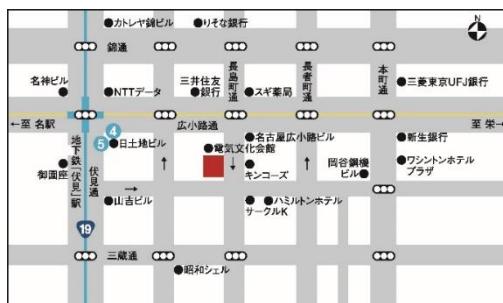 カトレヤ錦ビル
りそな銀行
N
錦通
長島町通
長者町通
本町通
名神ビル
NTTデータ
三井住友
銀行
スギ薬局
三菱東京UFJ銀行
←至 名駅
広小路通
至 栄→
4
5
日土地ビル
電気文化会館
名古屋広小路ビル
新生銀行
御園座
地下鉄「伏見」駅
伏見通
キンコーズ
岡谷鋼機
ビル
ワシントンホテル
プラザ
山吉ビル
サークルK
ハミルトンホテル
19
三蔵通
昭和シェル